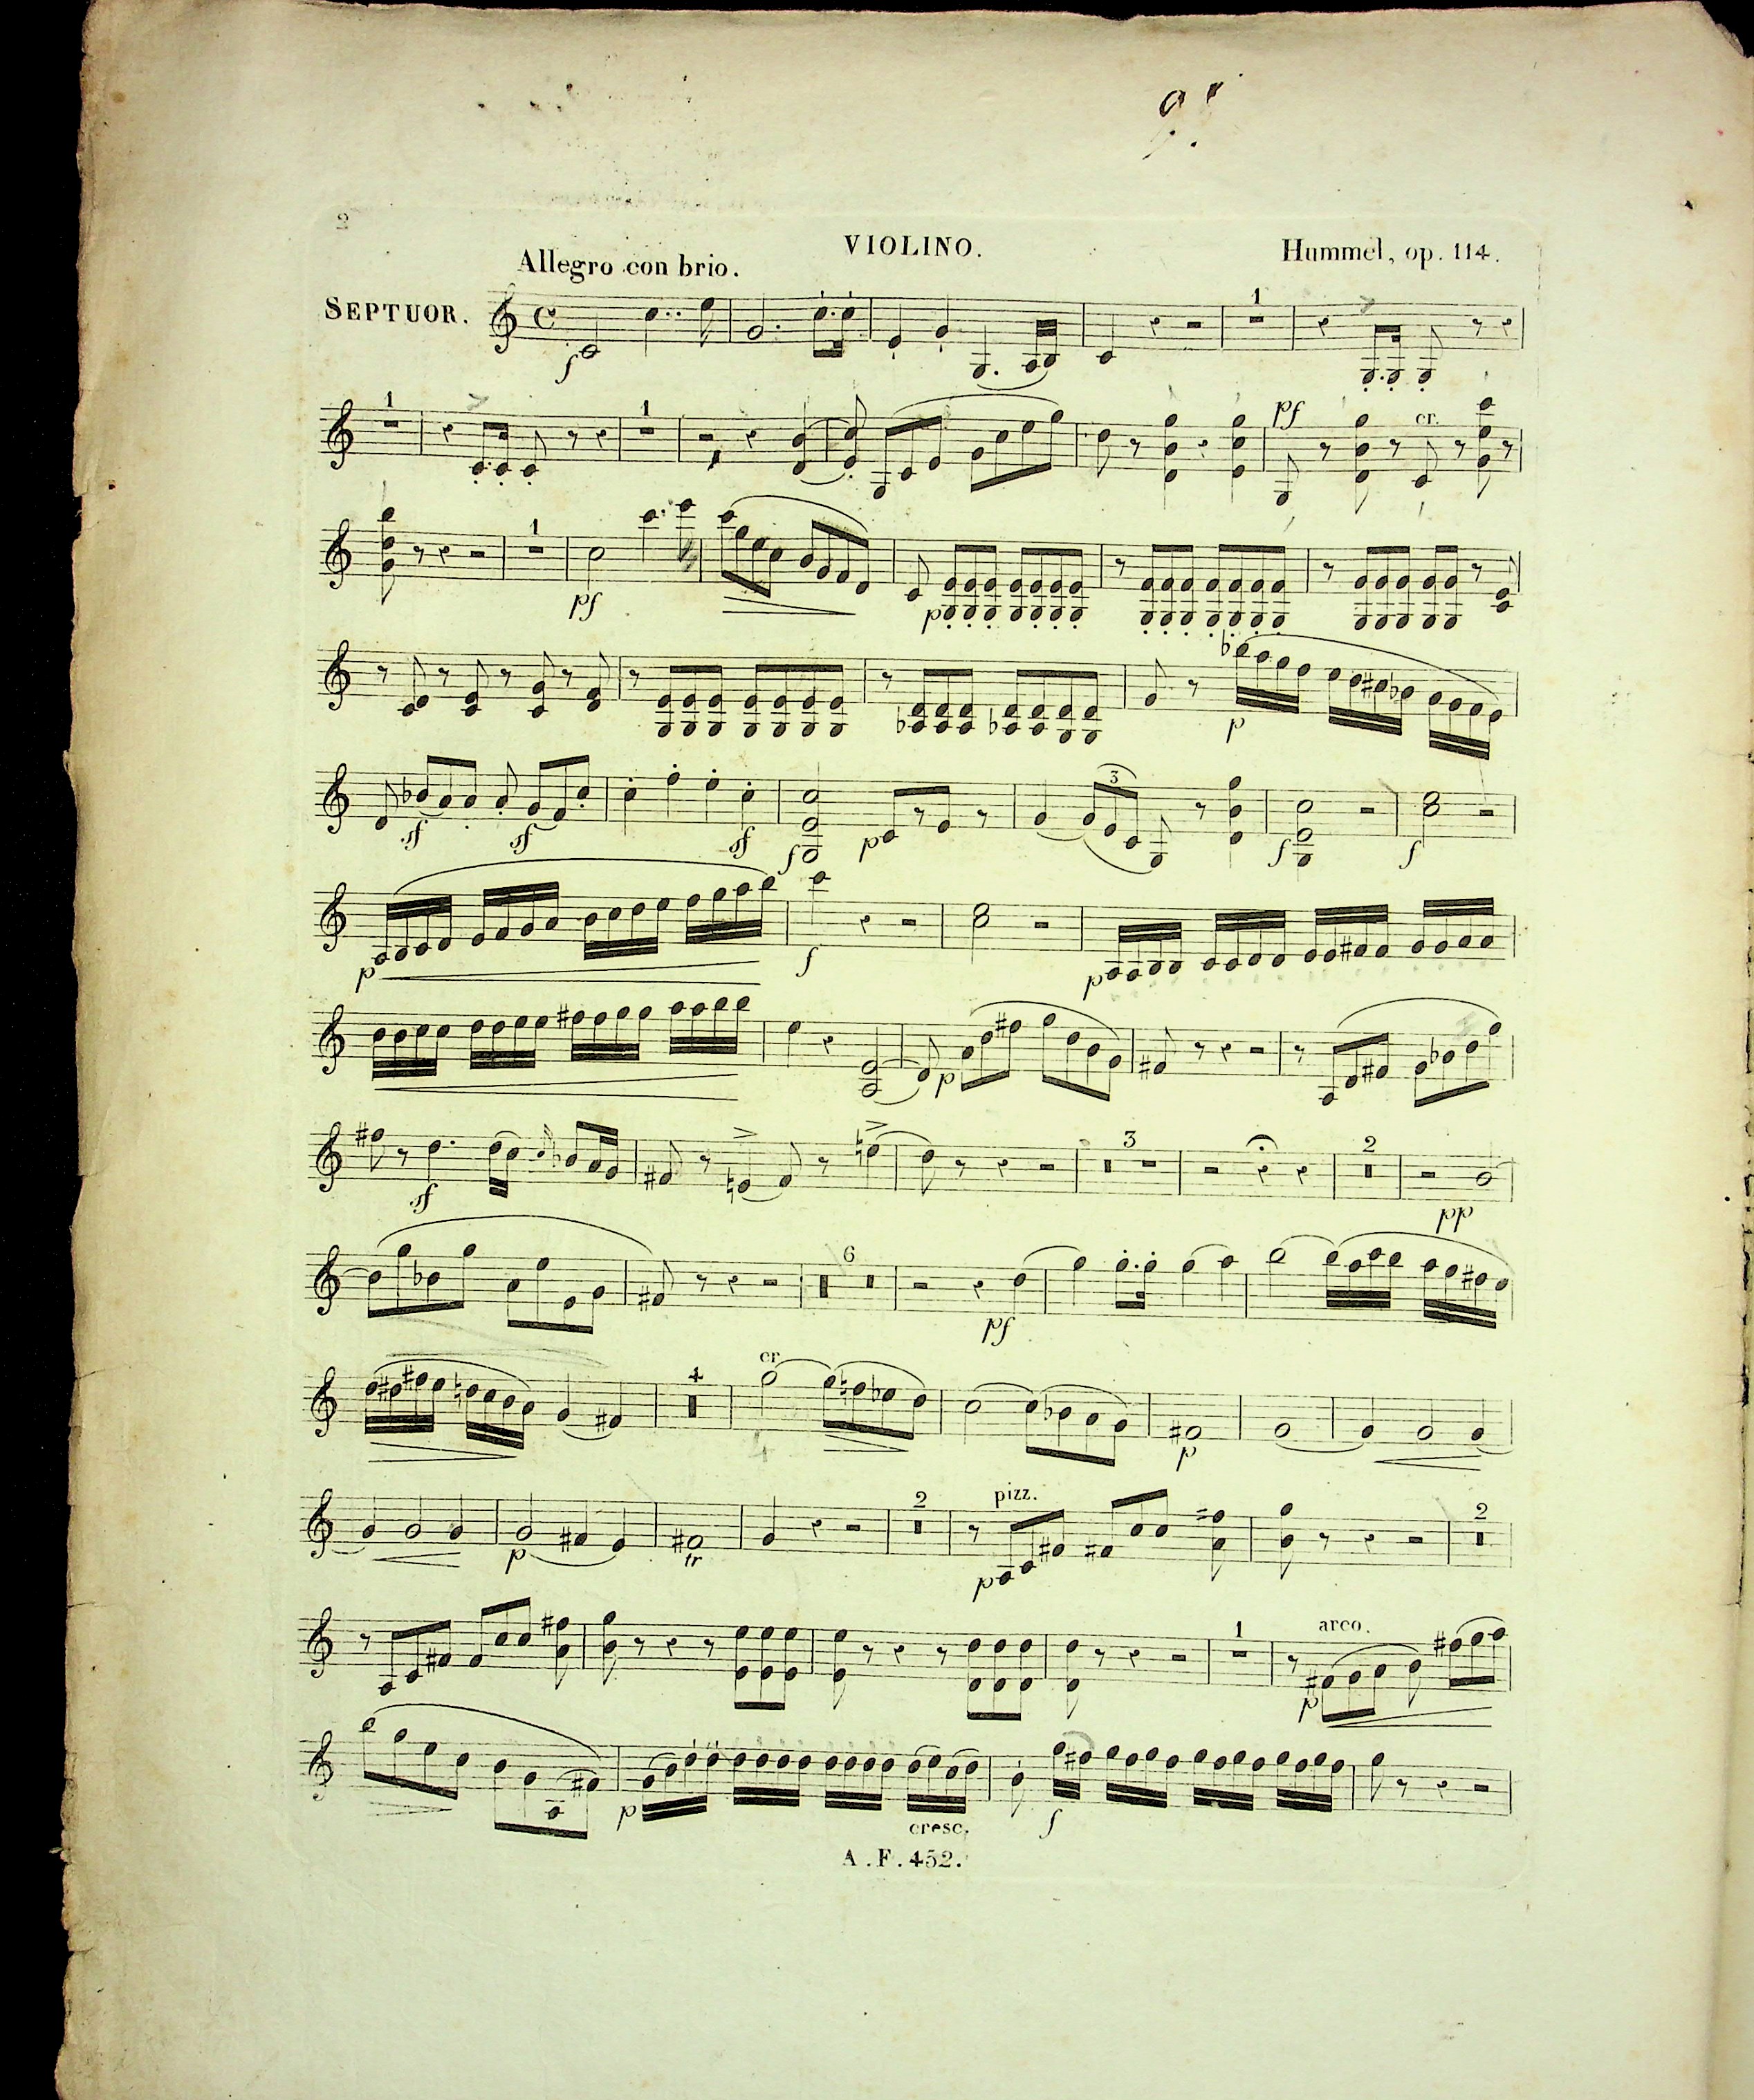 2
VIOLINO.
Allegro con brio.
Hummel, op. 114.
SEPTUOR.
f
1
1
1
pf
cr.
1
pf
p
p
sf sf sf f p 3 f f
p f p
p
sf 3 2 pp
6 pf
4 cr p
p tr 2 pizz. p 2
1 arco. p
p cresc. f
A.F. 452.